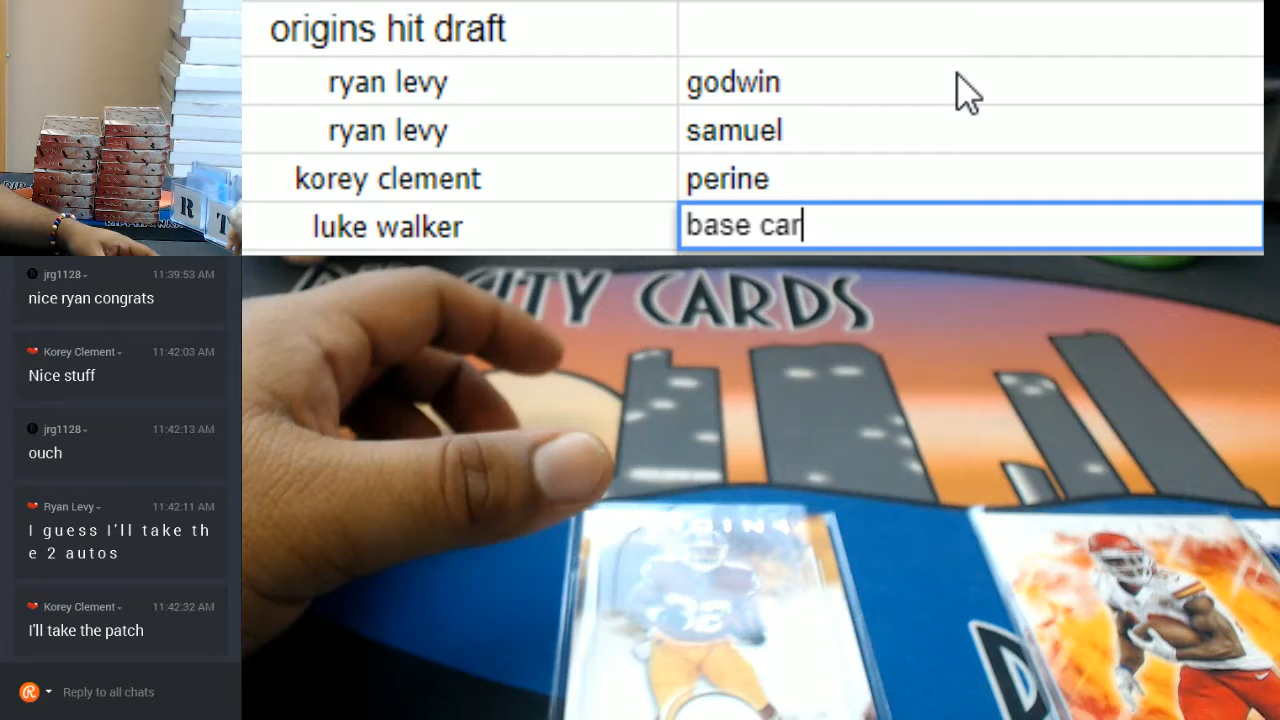 origins hit draft
ryan levy godwin
ryan levy samuel
korey clement perine
luke walker base car
R T
jrg1128 11:39:53 AM
nice ryan congrats
Korey Clement 11:42:03 AM
Nice stuff
jrg1128 11:42:13 AM
ouch
Ryan Levy 11:42:11 AM
I guess I'll take th
e 2 autos
Korey Clement 11:42:32 AM
I'll take the patch
Reply to all chats
CITY CARDS